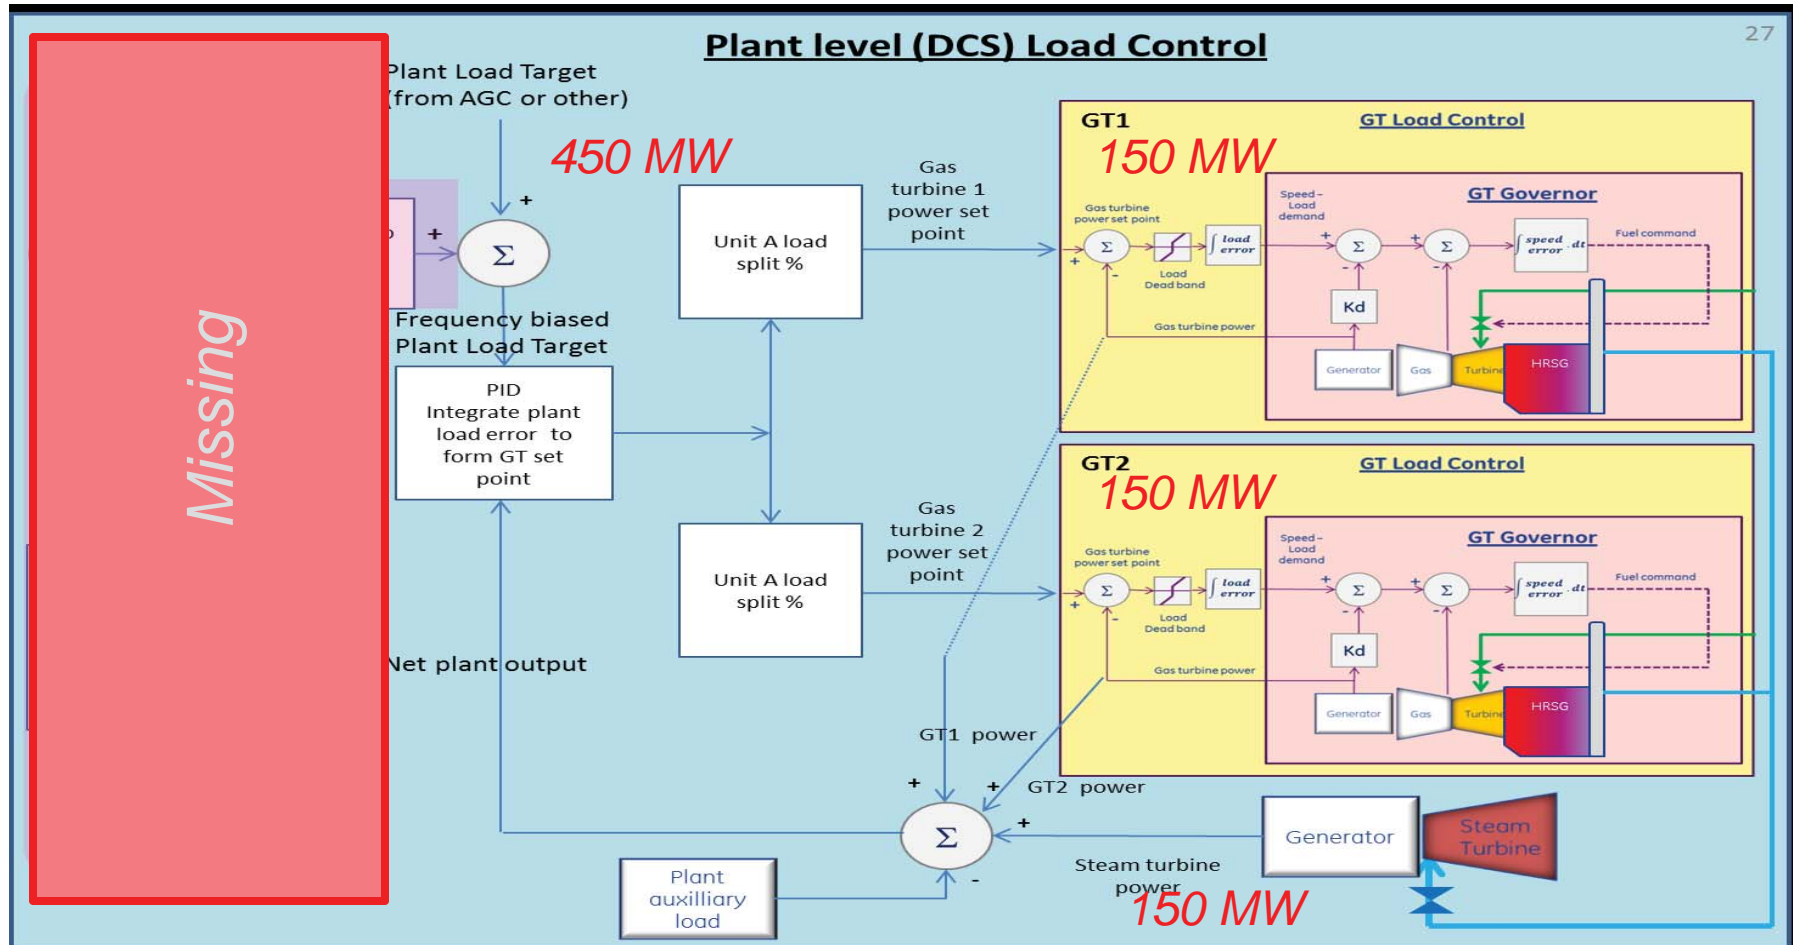 27
Plant level (DCS) Load Control
Missing
Plant Load Target
(from AGC or other)
450 MW
+
+
Σ
Frequency biased
Plant Load Target
PID
Integrate plant
load error to
form GT set
point
Net plant output
Unit A load
split %
Gas
turbine 1
power set
point
Unit A load
split %
Gas
turbine 2
power set
point
GT1
150 MW
GT Load Control
Gas turbine
power set point
+
Σ
-
Load
Dead band
∫ load
error
Gas turbine power
Speed –
Load
demand
GT Governor
+
Σ
-
+
Σ
-
∫ speed
error . dt
Fuel command
Kd
Generator
Gas
Turbine
HRSG
GT2
150 MW
GT Load Control
Gas turbine
power set point
+
Σ
-
Load
Dead band
∫ load
error
Gas turbine power
Speed –
Load
demand
GT Governor
+
Σ
-
+
Σ
-
∫ speed
error . dt
Fuel command
Kd
Generator
Gas
Turbine
HRSG
GT1 power
+
+
GT2 power
Σ
+
-
Steam turbine
power
150 MW
Generator
Steam
Turbine
Plant
auxilliary
load